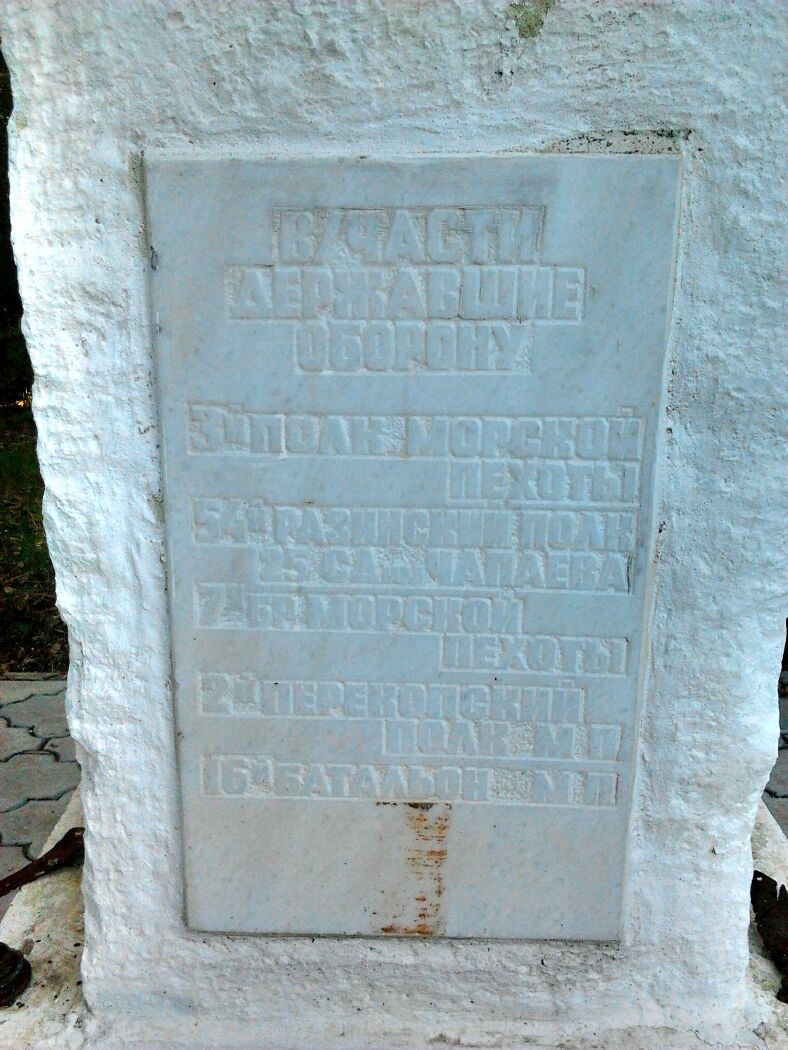 В/ЧАСТИ
ДЕРЖАВШИЕ
ОБОРОНУ
3Й ПОЛК МОРСКОЙ
ПЕХОТЫ
54Й РАЗИНСКИЙ ПОЛК
25 СД им ЧАПАЕВА
7Я БР. МОРСКОЙ
ПЕХОТЫ
2Й ПЕРЕКОПСКИЙ
ПОЛК М П
16Й БАТАЛЬОН М П